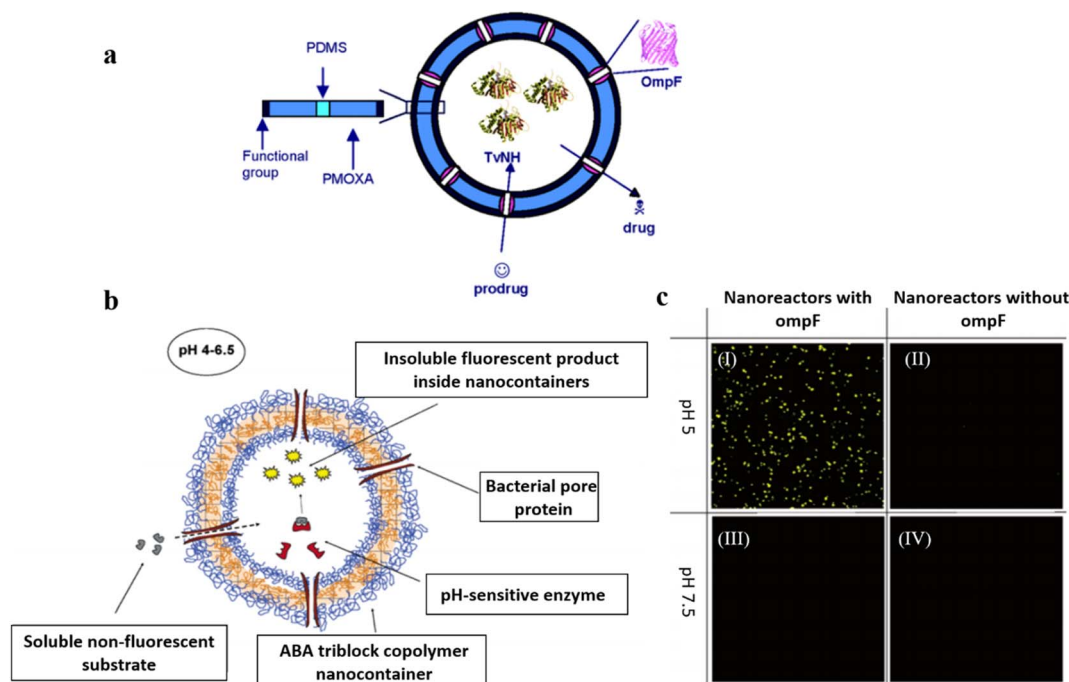 a
PDMS
OmpF
Functional
group
PMOXA
TvNH
drug
prodrug
b
pH 4-6.5
Insoluble fluorescent product
inside nanocontainers
Bacterial pore
protein
pH-sensitive enzyme
Soluble non-fluorescent
substrate
ABA triblock copolymer
nanocontainer
c
Nanoreactors with
ompF
Nanoreactors without
ompF
pH 5
(I)
(II)
pH 7.5
(III)
(IV)